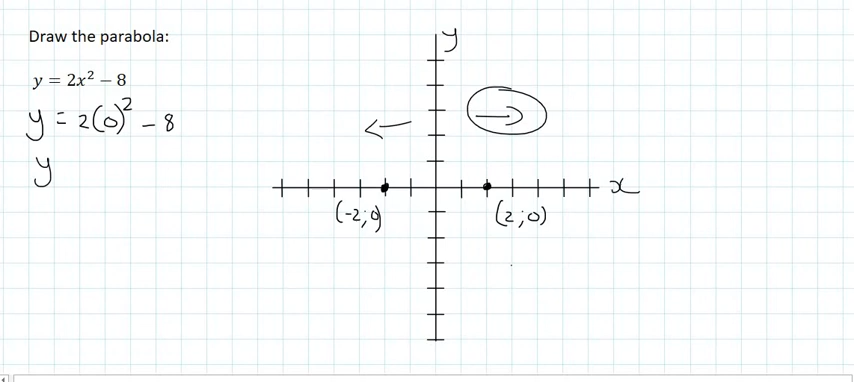 Draw the parabola:
y = 2x² – 8
y = 2(0)² – 8
y
y
x
(-2;0)
(2;0)